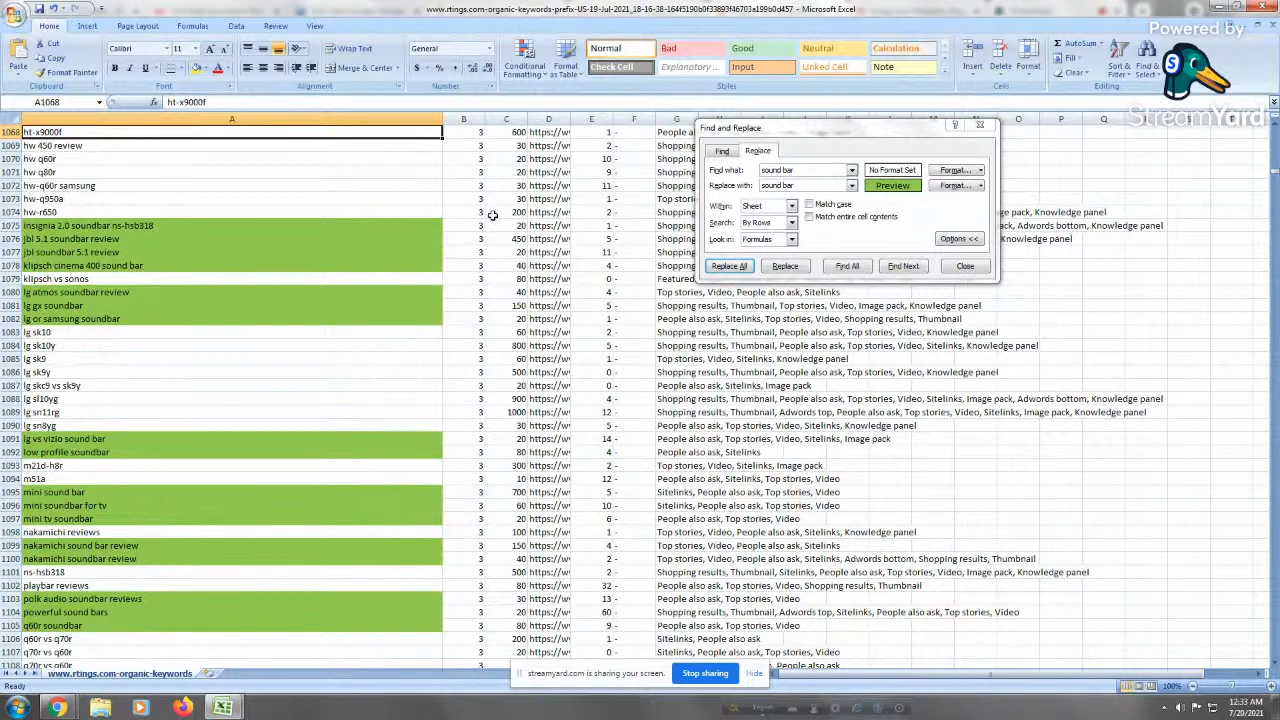 www.rtings.com-organic-keywords-prefix-US-19-Jul-2021_18-16-38-164f5190b0f3f33746893f46703a199b0d457 - Microsoft Excel
Home Insert Page Layout Formulas Data Review View
Powered by
StreamYard
Cut
Copy
Format Painter
Paste
Clipboard
Calibri 11
Font
Wrap Text
Merge & Center
Alignment
General
Number
Conditional Formatting
Format as Table
Normal Bad Good Neutral Calculation
Check Cell Explanatory ... Input Linked Cell Note
Styles
Insert Delete Format
Cells
AutoSum
Fill
Clear
Sort & Filter
Find & Select
Editing
A1068 ht-x9000f
A B C D E F G M N O P Q R
1068 ht-x9000f 3 600 https://w 1 - People a
1069 hw 450 review 3 30 https://w 2 - Shopping
1070 hw q60r 3 20 https://w 10 - Shopping
1071 hw q80r 3 20 https://w 9 - Shopping
1072 hw-q60r samsung 3 30 https://w 11 - Shopping
1073 hw-q950a 3 30 https://w 1 - Top stories
1074 hw-r650 3 200 https://w 2 - Shopping ge pack, Knowledge panel
1075 insignia 2.0 soundbar ns-hsb318 3 20 https://w 1 - Shopping
1076 jbl 5.1 soundbar review 3 450 https://w 5 - Shopping Knowledge panel
1077 jbl soundbar 5.1 review 3 20 https://w 11 - Shopping
1078 klipsch cinema 400 sound bar 3 40 https://w 4 - Shopping
1079 klipsch vs sonos 3 80 https://w 0 - Featured
1080 lg atmos soundbar review 3 40 https://w 4 - Top stories, Video, People also ask, Sitelinks
1081 lg gx soundbar 3 150 https://w 5 - Shopping results, Thumbnail, Top stories, Video, Image pack, Knowledge panel
1082 lg or samsung soundbar 3 20 https://w 1 - People also ask, Top stories, Video, Shopping results, Thumbnail
1083 lg sk10 3 60 https://w 2 - Shopping results, Thumbnail, People also ask, Top stories, Video, Knowledge panel
1084 lg sk10y 3 800 https://w 5 - Shopping results, Thumbnail, People also ask, Top stories, Video, Sitelinks, Knowledge panel
1085 lg sk9 3 60 https://w 1 - Top stories, Video, Sitelinks, Knowledge panel
1086 lg sk9y 3 500 https://w 0 - Shopping results, Thumbnail, People also ask, Top stories, Video, Knowledge panel
1087 lg skc9 vs sk9y 3 20 https://w 0 - People also ask, Sitelinks, Image pack
1088 lg sl10yg 3 900 https://w 4 - Shopping results, Thumbnail, People also ask, Top stories, Video, Sitelinks, Image pack, Adwords bottom, Knowledge panel
1089 lg sn11rg 3 1000 https://w 12 - Shopping results, Thumbnail, Adwords top, People also ask, Top stories, Video, Sitelinks, Image pack, Knowledge panel
1090 lg sn8yg 3 30 https://w 5 - Shopping results, Thumbnail, People also ask, Sitelinks, Knowledge panel
1091 lg vs vizio sound bar 3 20 https://w 14 - People also ask, Top stories, Video, Sitelinks, Image pack
1092 low profile soundbar 3 80 https://w 4 - People also ask, Sitelinks
1093 m21d-h8r 3 300 https://w 2 - Top stories, Video, Sitelinks, Image pack
1094 m51a 3 10 https://w 12 - People also ask, Top stories, Video
1095 mini sound bar 3 700 https://w 5 - Sitelinks, People also ask, Top stories, Video
1096 mini soundbar for tv 3 60 https://w 10 - Sitelinks, People also ask, Top stories, Video
1097 mini tv soundbar 3 20 https://w 6 - People also ask, Top stories, Video
1098 nakamichi reviews 3 100 https://w 1 - Top stories, Video, People also ask, Sitelinks, Knowledge panel
1099 nakamichi sound bar review 3 150 https://w 4 - Top stories, Video, People also ask, Sitelinks
1100 nakamichi soundbar review 3 40 https://w 2 - Top stories, Video, People also ask, Sitelinks, Adwords bottom, Shopping results, Thumbnail
1101 ns-hsb318 3 500 https://w 2 - Shopping results, Thumbnail, Sitelinks, People also ask, Top stories, Video, Image pack, Knowledge panel
1102 playbar reviews 3 80 https://w 32 - People also ask, Top stories, Video, Shopping results, Thumbnail
1103 polk audio soundbar reviews 3 30 https://w 13 - People also ask, Top stories, Video
1104 powerful sound bars 3 20 https://w 60 - Shopping results, Thumbnail, Adwords top, Sitelinks, People also ask, Top stories, Video
1105 q60r soundbar 3 80 https://w 9 - People also ask, Top stories, Video
1106 q60r vs q70r 3 200 https://w 1 - Sitelinks, People also ask
1107 q70r vs q60r 3 20 https://w 0 - Shopping results, Thumbnail, People also ask, Top stories, Video, Sitelinks
1108 q70r vs q60r 3
Find and Replace
Find Replace
Find what: sound bar No Format Set Format...
Replace with: sound bar Preview Format...
Within: Sheet Match case
Search: By Rows Match entire cell contents
Look in: Formulas Options <<
Replace All Replace Find All Find Next Close
www.rtings.com-organic-keywords
streamyard.com is sharing your screen. Stop sharing Hide
Ready 100%
English
12:33 AM
7/20/2021